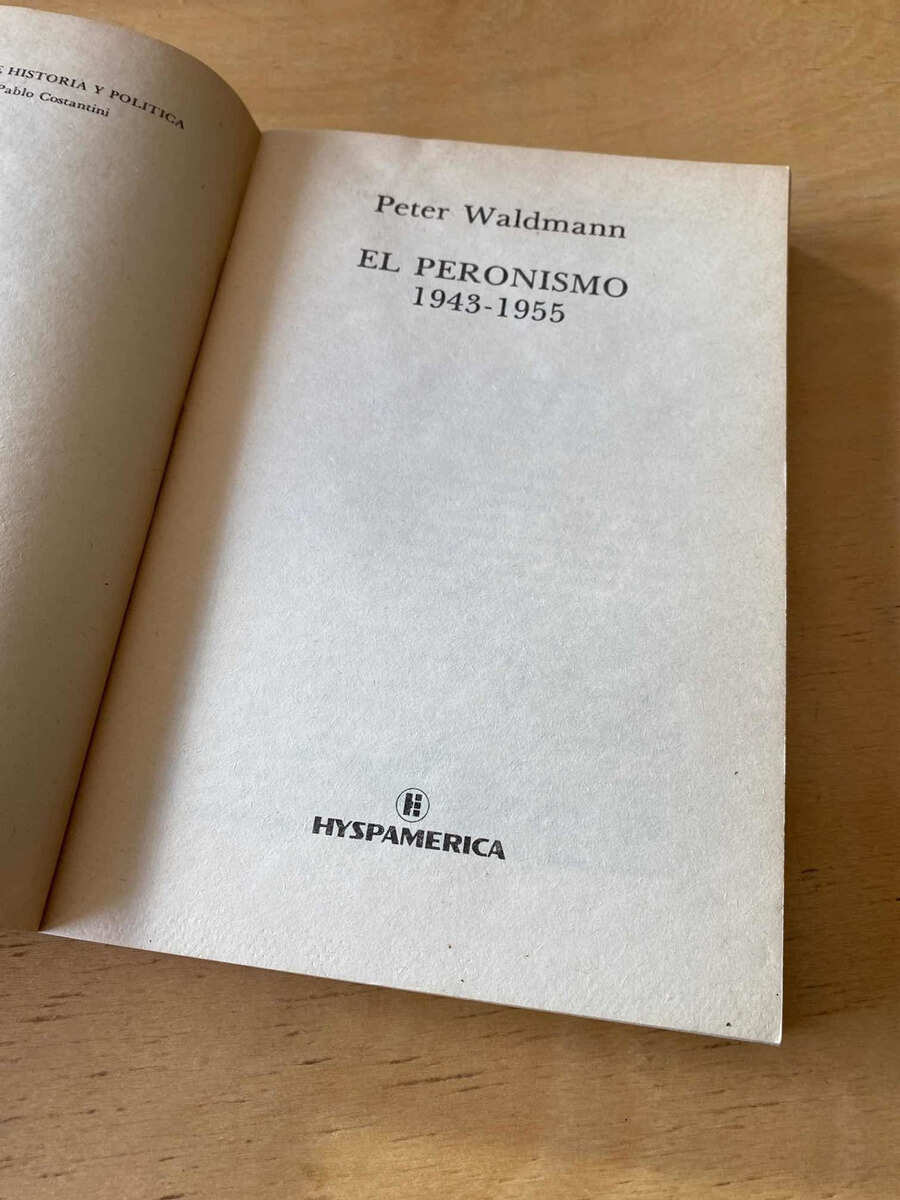 HISTORIA Y POLITICA
Pablo Costantini
Peter Waldmann
EL PERONISMO
1943-1955
HYSPAMERICA